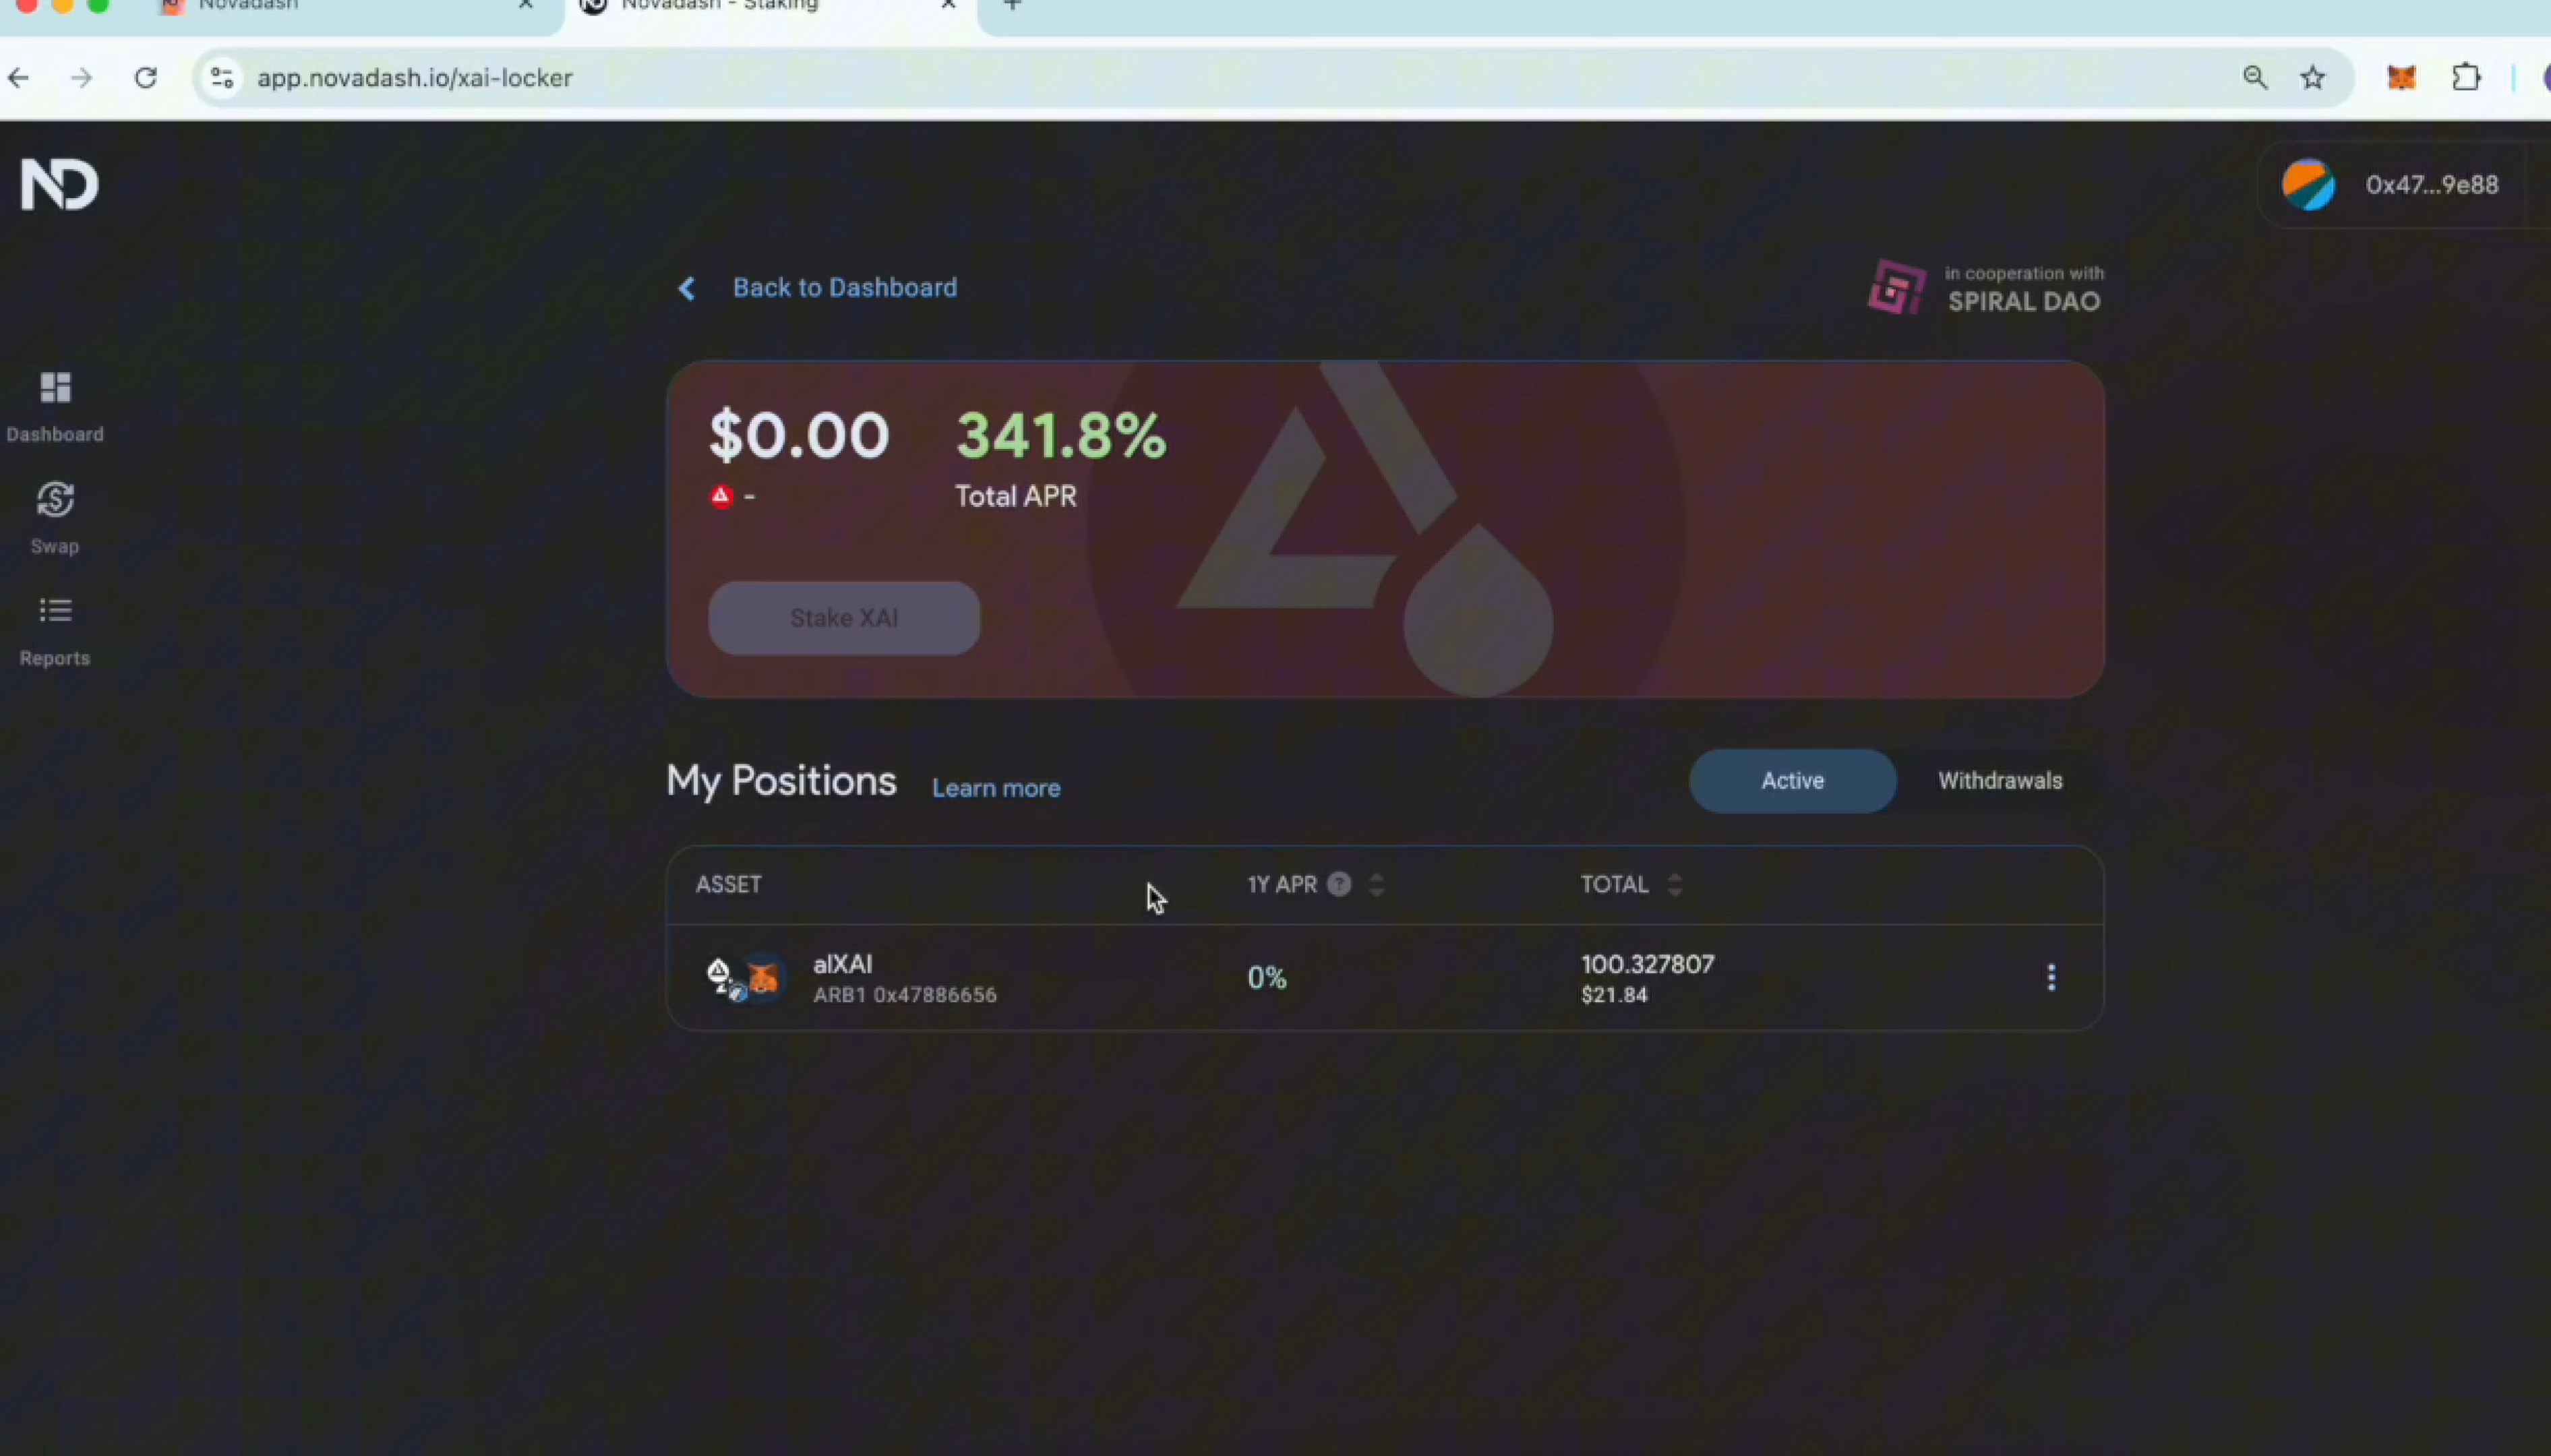 Novadash
Novadash - Staking
app.novadash.io/xai-locker
ND
0x47...9e88
Back to Dashboard
in cooperation with
SPIRAL DAO
Dashboard
Swap
Reports
$0.00
341.8%
-
Total APR
Stake XAI
My Positions
Learn more
Active
Withdrawals
ASSET
1Y APR ?
TOTAL
alXAI
ARB1 0x47886656
0%
100.327807
$21.84